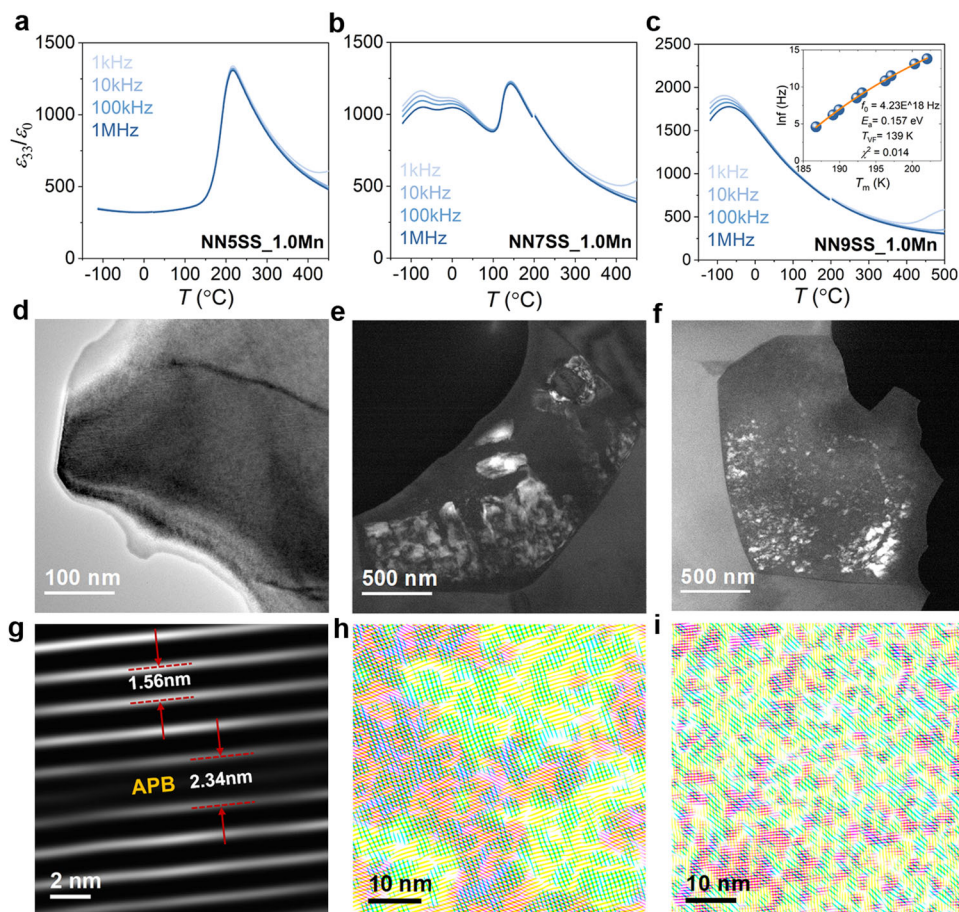 a
b
c
1500
1000
500
0
ε33/ε0
1kHz
10kHz
100kHz
1MHz
NN5SS_1.0Mn
-100 0 100 200 300 400
T (°C)
1500
1000
500
0
1kHz
10kHz
100kHz
1MHz
NN7SS_1.0Mn
-100 0 100 200 300 400
T (°C)
2500
2000
1500
1000
500
0
1kHz
10kHz
100kHz
1MHz
NN9SS_1.0Mn
-100 0 100 200 300 400 500
T (°C)
15
10
5
0
lnf (Hz)
f0 = 4.23E^18 Hz
Ea = 0.157 eV
TVF= 139 K
χ² = 0.014
185 190 195 200
Tm (K)
d
100 nm
e
500 nm
f
500 nm
g
1.56nm
APB 2.34nm
2 nm
h
10 nm
i
10 nm